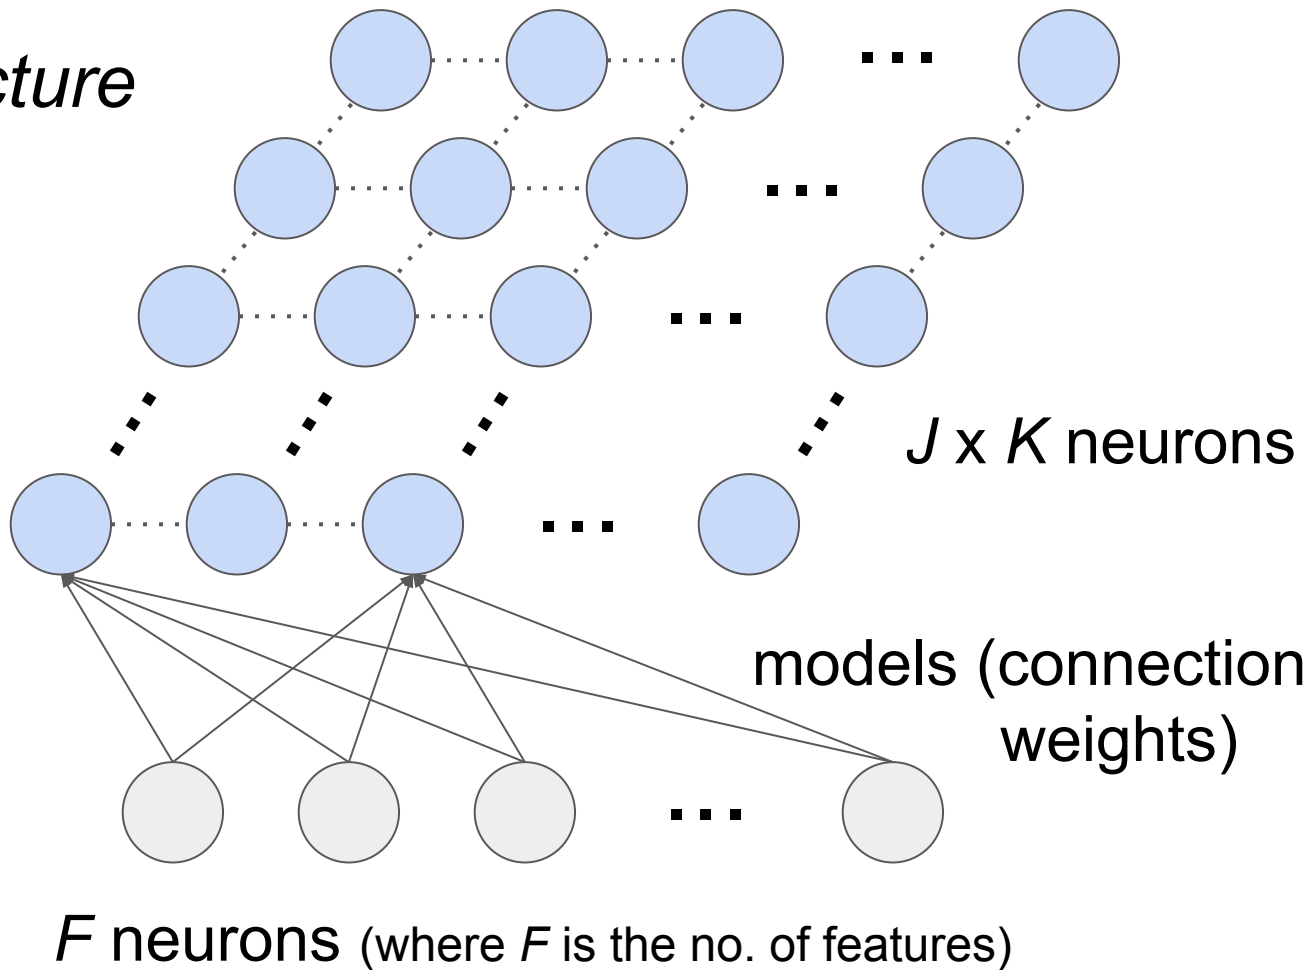 cture
J x K neurons
models (connection
weights)
F neurons (where F is the no. of features)